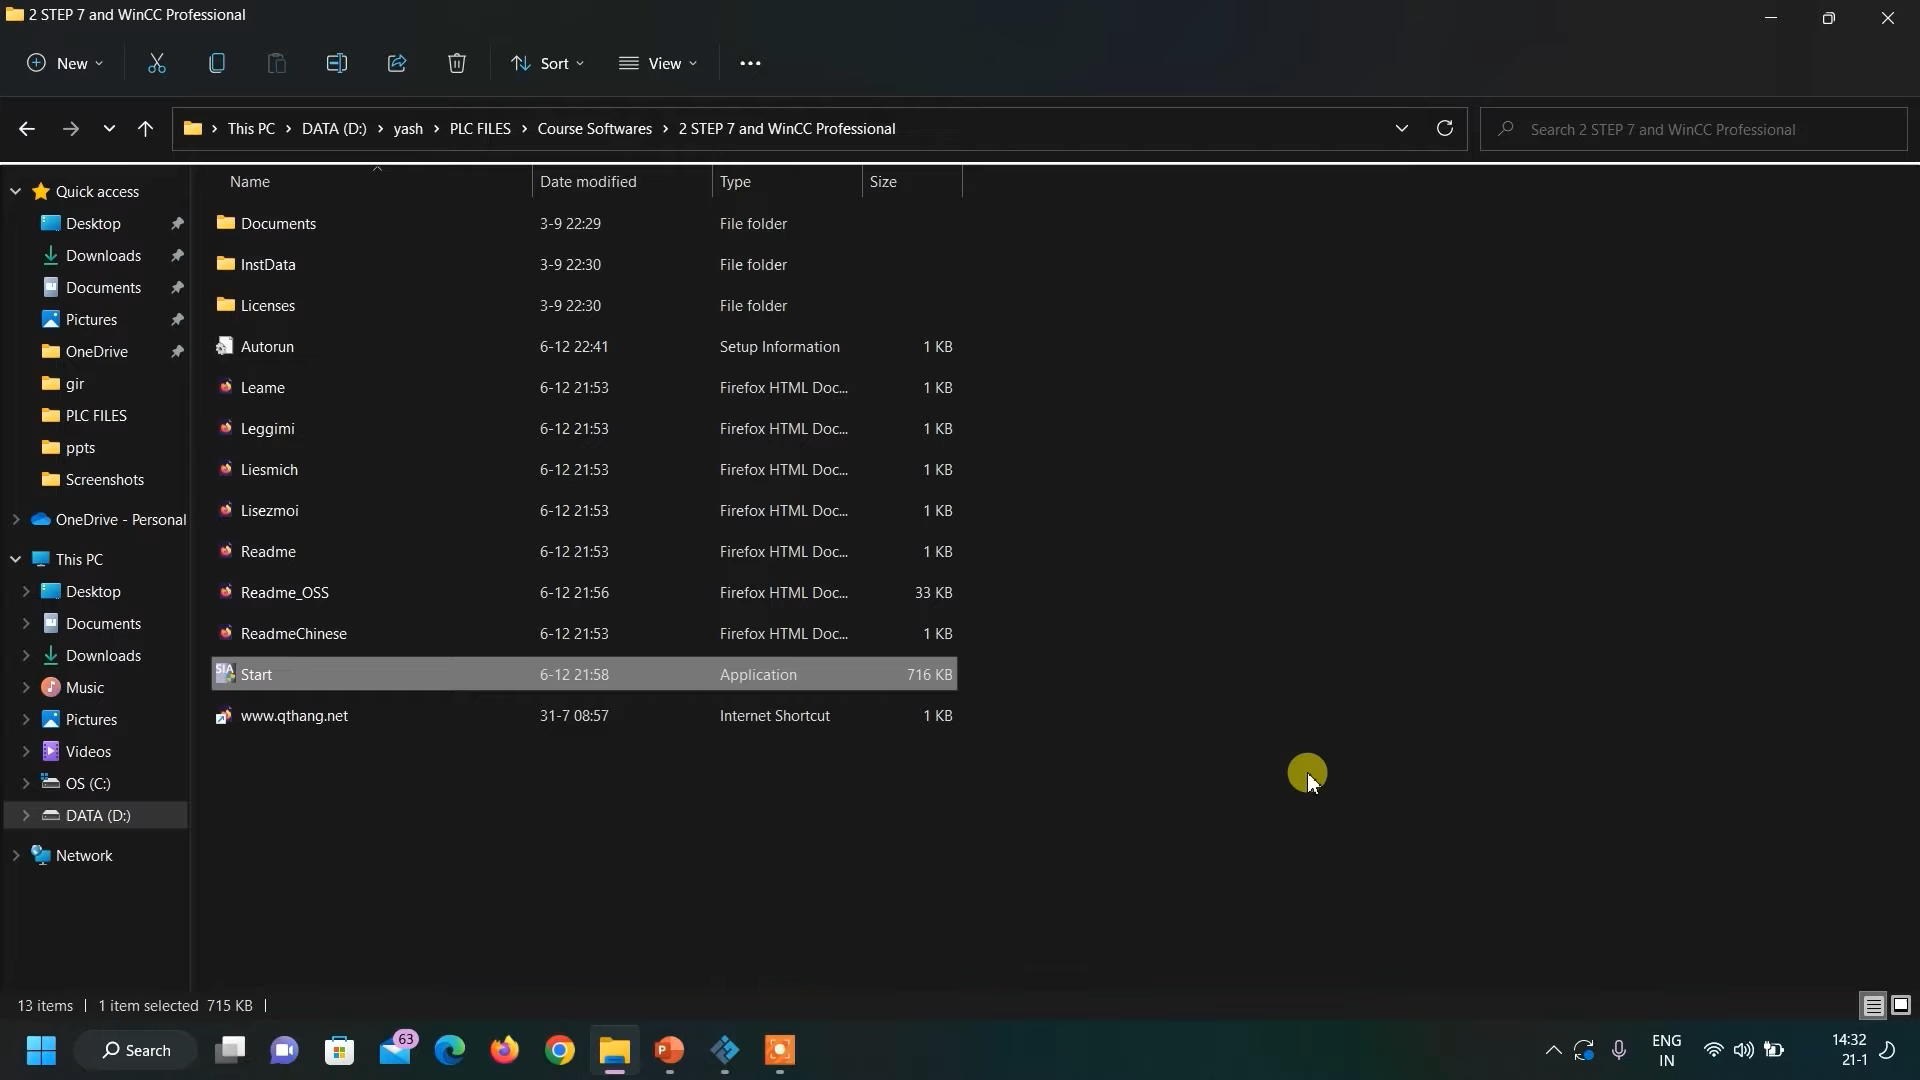 2 STEP 7 and WinCC Professional
New
Sort
View
This PC > DATA (D:) > yash > PLC FILES > Course Softwares > 2 STEP 7 and WinCC Professional
Search 2 STEP 7 and WinCC Professional
Name Date modified Type Size
Quick access
Desktop
Downloads
Documents
Pictures
OneDrive
gir
PLC FILES
ppts
Screenshots
OneDrive - Personal
This PC
Desktop
Documents
Downloads
Music
Pictures
Videos
OS (C:)
DATA (D:)
Network
Documents 3-9 22:29 File folder
InstData 3-9 22:30 File folder
Licenses 3-9 22:30 File folder
Autorun 6-12 22:41 Setup Information 1 KB
Leame 6-12 21:53 Firefox HTML Doc... 1 KB
Leggimi 6-12 21:53 Firefox HTML Doc... 1 KB
Liesmich 6-12 21:53 Firefox HTML Doc... 1 KB
Lisezmoi 6-12 21:53 Firefox HTML Doc... 1 KB
Readme 6-12 21:53 Firefox HTML Doc... 1 KB
Readme_OSS 6-12 21:56 Firefox HTML Doc... 33 KB
ReadmeChinese 6-12 21:53 Firefox HTML Doc... 1 KB
SIA Start 6-12 21:58 Application 716 KB
www.qthang.net 31-7 08:57 Internet Shortcut 1 KB
13 items 1 item selected 715 KB
Search
63
ENG
IN
14:32
21-1